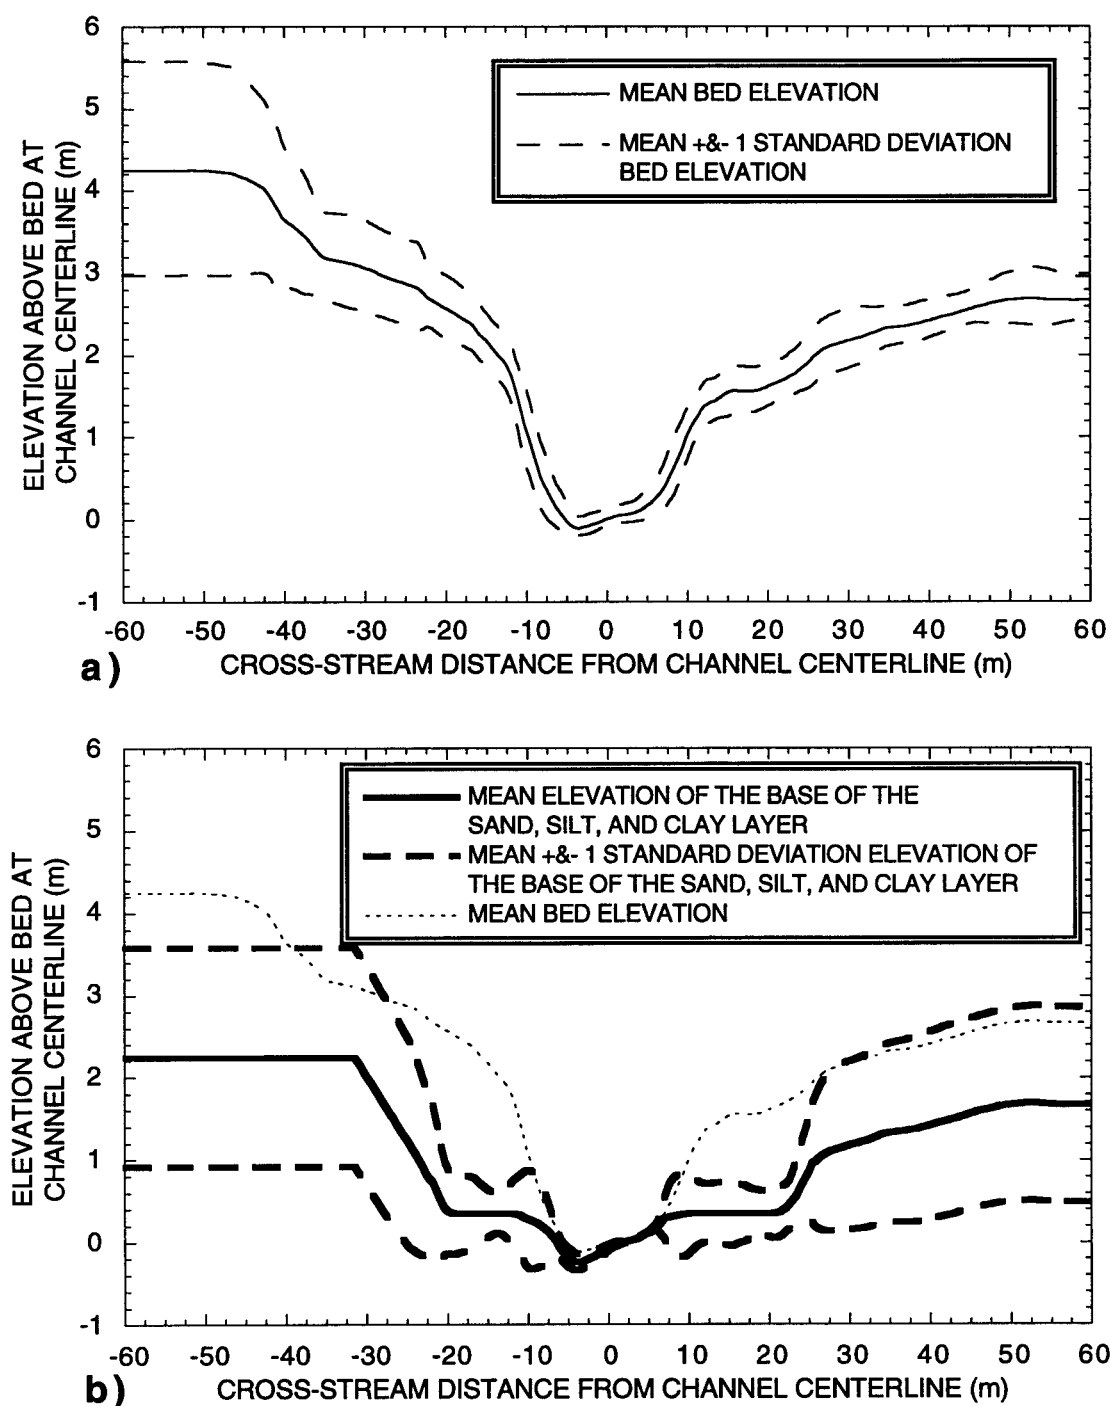 6
5
4
3
2
1
0
-1
ELEVATION ABOVE BED AT
CHANNEL CENTERLINE (m)
MEAN BED ELEVATION
MEAN +&- 1 STANDARD DEVIATION
BED ELEVATION
-60 -50 -40 -30 -20 -10 0 10 20 30 40 50 60
a) CROSS-STREAM DISTANCE FROM CHANNEL CENTERLINE (m)
6
5
4
3
2
1
0
-1
ELEVATION ABOVE BED AT
CHANNEL CENTERLINE (m)
MEAN ELEVATION OF THE BASE OF THE
SAND, SILT, AND CLAY LAYER
MEAN +&- 1 STANDARD DEVIATION ELEVATION OF
THE BASE OF THE SAND, SILT, AND CLAY LAYER
MEAN BED ELEVATION
-60 -50 -40 -30 -20 -10 0 10 20 30 40 50 60
b) CROSS-STREAM DISTANCE FROM CHANNEL CENTERLINE (m)